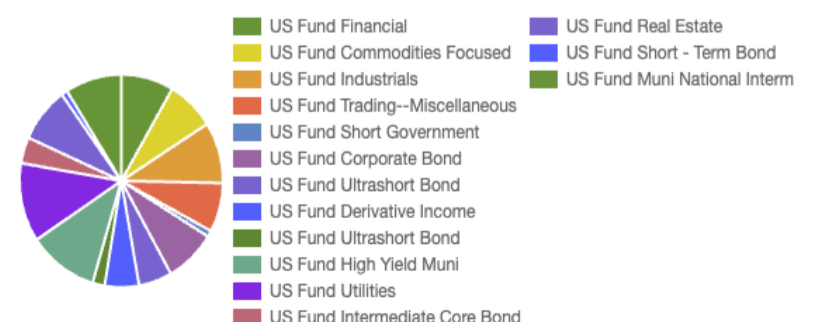 US Fund Financial
US Fund Commodities Focused
US Fund Industrials
US Fund Trading--Miscellaneous
US Fund Short Government
US Fund Corporate Bond
US Fund Ultrashort Bond
US Fund Derivative Income
US Fund Ultrashort Bond
US Fund High Yield Muni
US Fund Utilities
US Fund Intermediate Core Bond
US Fund Real Estate
US Fund Short - Term Bond
US Fund Muni National Interm